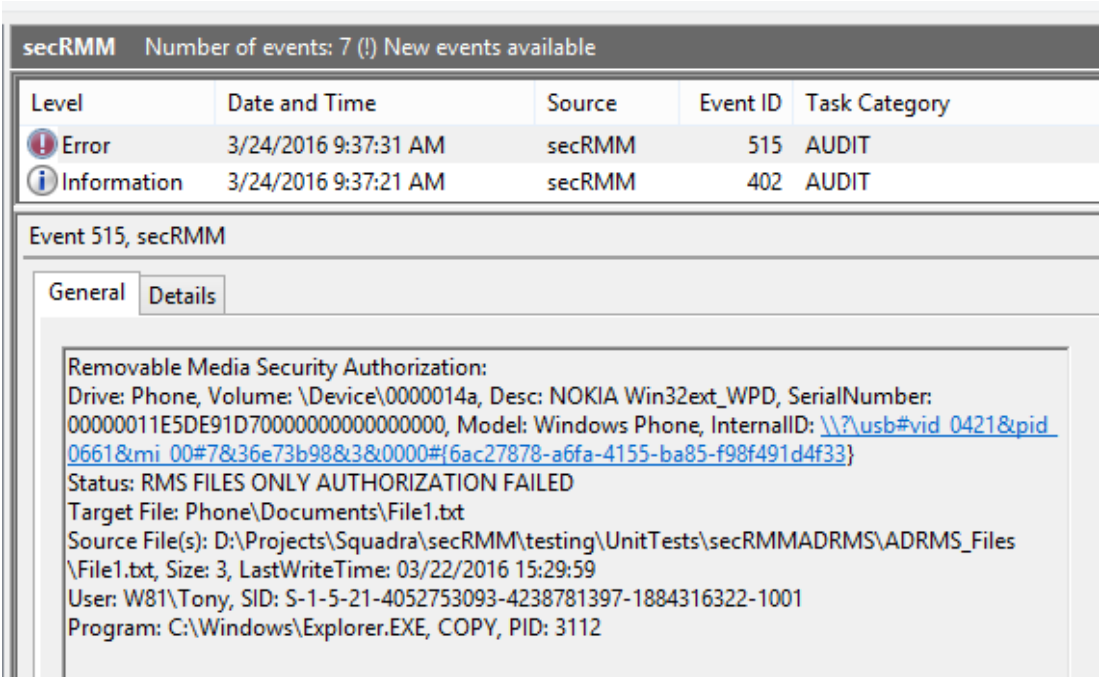 secRMM Number of events: 7 (!) New events available
Level Date and Time Source Event ID Task Category
Error 3/24/2016 9:37:31 AM secRMM 515 AUDIT
Information 3/24/2016 9:37:21 AM secRMM 402 AUDIT
Event 515, secRMM
General Details
Removable Media Security Authorization:
Drive: Phone, Volume: \Device\0000014a, Desc: NOKIA Win32ext_WPD, SerialNumber:
00000011E5DE91D70000000000000000, Model: Windows Phone, InternalID: \\?\usb#vid_0421&pid_
0661&mi_00#7&36e73b98&3&0000#{6ac27878-a6fa-4155-ba85-f98f491d4f33}
Status: RMS FILES ONLY AUTHORIZATION FAILED
Target File: Phone\Documents\File1.txt
Source File(s): D:\Projects\Squadra\secRMM\testing\UnitTests\secRMMADRMS\ADRMS_Files
\File1.txt, Size: 3, LastWriteTime: 03/22/2016 15:29:59
User: W81\Tony, SID: S-1-5-21-4052753093-4238781397-1884316322-1001
Program: C:\Windows\Explorer.EXE, COPY, PID: 3112